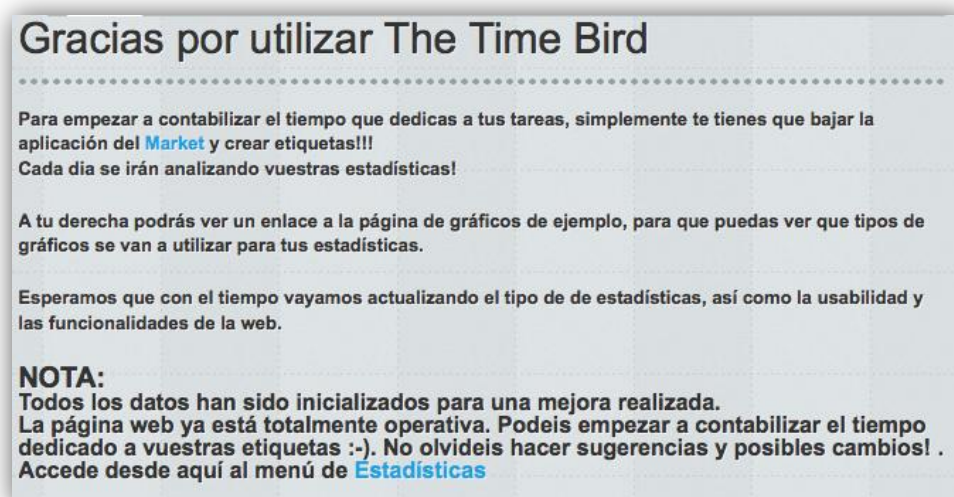 Gracias por utilizar The Time Bird
Para empezar a contabilizar el tiempo que dedicas a tus tareas, simplemente te tienes que bajar la
aplicación del Market y crear etiquetas!!!
Cada dia se irán analizando vuestras estadísticas!
A tu derecha podrás ver un enlace a la página de gráficos de ejemplo, para que puedas ver que tipos de
gráficos se van a utilizar para tus estadísticas.
Esperamos que con el tiempo vayamos actualizando el tipo de de estadísticas, así como la usabilidad y
las funcionalidades de la web.
NOTA:
Todos los datos han sido inicializados para una mejora realizada.
La página web ya está totalmente operativa. Podeis empezar a contabilizar el tiempo
dedicado a vuestras etiquetas :-). No olvideis hacer sugerencias y posibles cambios! .
Accede desde aquí al menú de Estadísticas